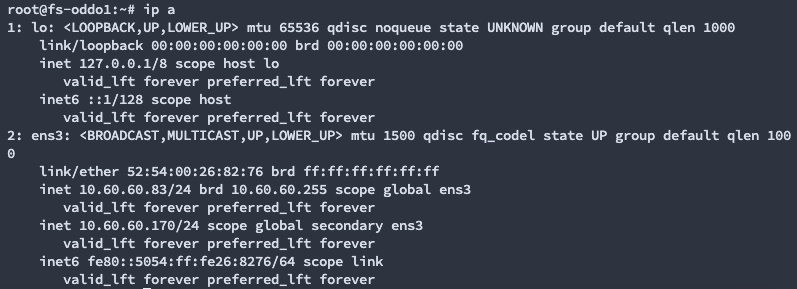 root@fs-oddo1:~# ip a
1: lo: <LOOPBACK,UP,LOWER_UP> mtu 65536 qdisc noqueue state UNKNOWN group default qlen 1000
    link/loopback 00:00:00:00:00:00 brd 00:00:00:00:00:00
    inet 127.0.0.1/8 scope host lo
       valid_lft forever preferred_lft forever
    inet6 ::1/128 scope host
       valid_lft forever preferred_lft forever
2: ens3: <BROADCAST,MULTICAST,UP,LOWER_UP> mtu 1500 qdisc fq_codel state UP group default qlen 100
0
    link/ether 52:54:00:26:82:76 brd ff:ff:ff:ff:ff:ff
    inet 10.60.60.83/24 brd 10.60.60.255 scope global ens3
       valid_lft forever preferred_lft forever
    inet 10.60.60.170/24 scope global secondary ens3
       valid_lft forever preferred_lft forever
    inet6 fe80::5054:ff:fe26:8276/64 scope link
       valid_lft forever preferred_lft forever